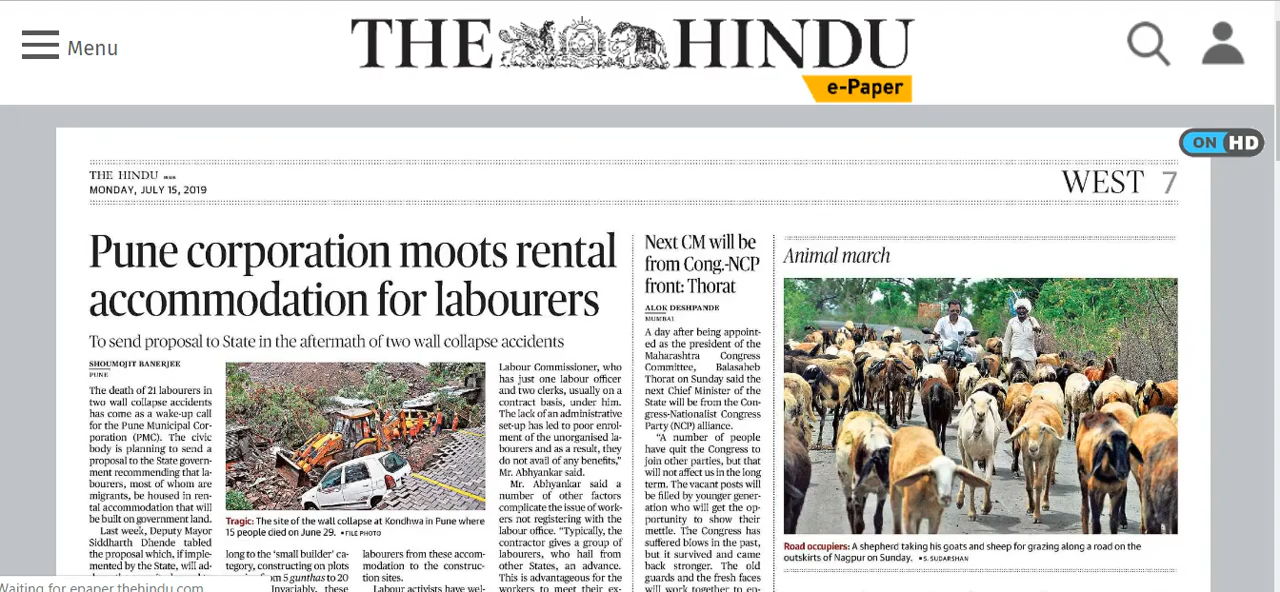 Menu
THE HINDU
e-Paper
ON HD
THE HINDU
MONDAY, JULY 15, 2019
WEST 7
Pune corporation moots rental
accommodation for labourers
To send proposal to State in the aftermath of two wall collapse accidents
SHOUMOJIT BANERJEE
PUNE
The death of 21 labourers in
two wall collapse accidents
has come as a wake-up call
for the Pune Municipal Cor-
poration (PMC). The civic
body is planning to send a
proposal to the State govern-
ment recommending that la-
bourers, most of whom are
migrants, be housed in ren-
tal accommodation that will
be built on government land.
Last week, Deputy Mayor
Siddharth Dhende tabled
the proposal which, if imple-
mented by the State, will ad-
Tragic: The site of the wall collapse at Kondhwa in Pune where
15 people died on June 29. •FILE PHOTO
long to the 'small builder' ca-
tegory, constructing on plots
from 5 gunthas to 20
Invariably, these
labourers from these accom-
modation to the construc-
tion sites.
Labour activists have wel-
Labour Commissioner, who
has just one labour officer
and two clerks, usually on a
contract basis, under him.
The lack of an administrative
set-up has led to poor enrol-
ment of the unorganised la-
bourers and as a result, they
do not avail of any benefits,"
Mr. Abhyankar said.
Mr. Abhyankar said a
number of other factors
complicate the issue of work-
ers not registering with the
labour office. "Typically, the
contractor gives a group of
labourers, who hail from
other States, an advance.
This is advantageous for the
workers to meet their ex-
Next CM will be
from Cong.-NCP
front: Thorat
ALOK DESHPANDE
MUMBAI
A day after being appoint-
ed as the president of the
Maharashtra Congress
Committee, Balasaheb
Thorat on Sunday said the
next Chief Minister of the
State will be from the Con-
gress-Nationalist Congress
Party (NCP) alliance.
"A number of people
have quit the Congress to
join other parties, but that
will not affect us in the long
term. The vacant posts will
be filled by younger gener-
ation who will get the op-
portunity to show their
mettle. The Congress has
suffered blows in the past,
but it survived and came
back stronger. The old
guards and the fresh faces
will work together to en-
Animal march
Road occupiers: A shepherd taking his goats and sheep for grazing along a road on the
outskirts of Nagpur on Sunday. •S. SUDARSHAN
Waiting for epaper.thehindu.com